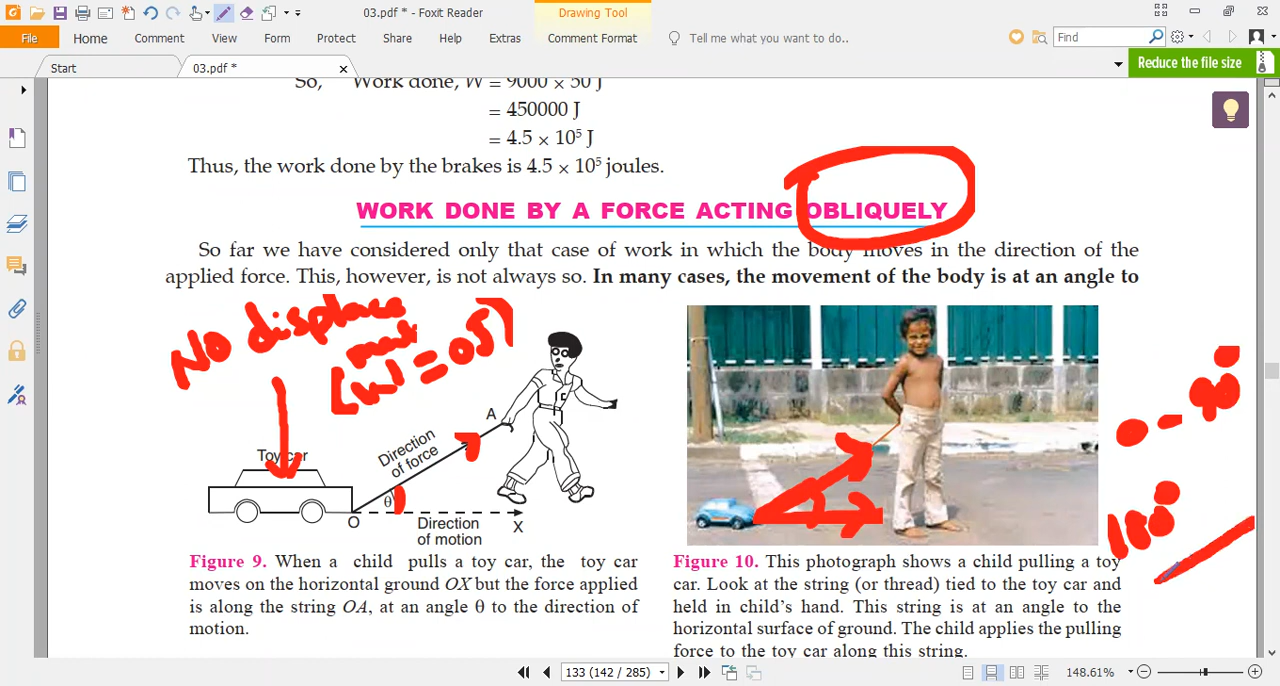 03.pdf * - Foxit Reader
Drawing Tool
File
Home
Comment
View
Form
Protect
Share
Help
Extras
Comment Format
Tell me what you want to do..
Find
Start
03.pdf *
Reduce the file size
So, Work done, W = 9000 × 50 J
= 450000 J
= 4.5 × 10⁵ J
Thus, the work done by the brakes is 4.5 × 10⁵ joules.
WORK DONE BY A FORCE ACTING OBLIQUELY
So far we have considered only that case of work in which the body moves in the direction of the
applied force. This, however, is not always so. In many cases, the movement of the body is at an angle to
No displace
ment
[W = 0J]
Toy car
Direction
of force
A
θ
O
Direction
of motion
X
Figure 9. When a child pulls a toy car, the toy car
moves on the horizontal ground OX but the force applied
is along the string OA, at an angle θ to the direction of
motion.
Figure 10. This photograph shows a child pulling a toy
car. Look at the string (or thread) tied to the toy car and
held in child's hand. This string is at an angle to the
horizontal surface of ground. The child applies the pulling
force to the toy car along this string.
133 (142 / 285)
148.61%